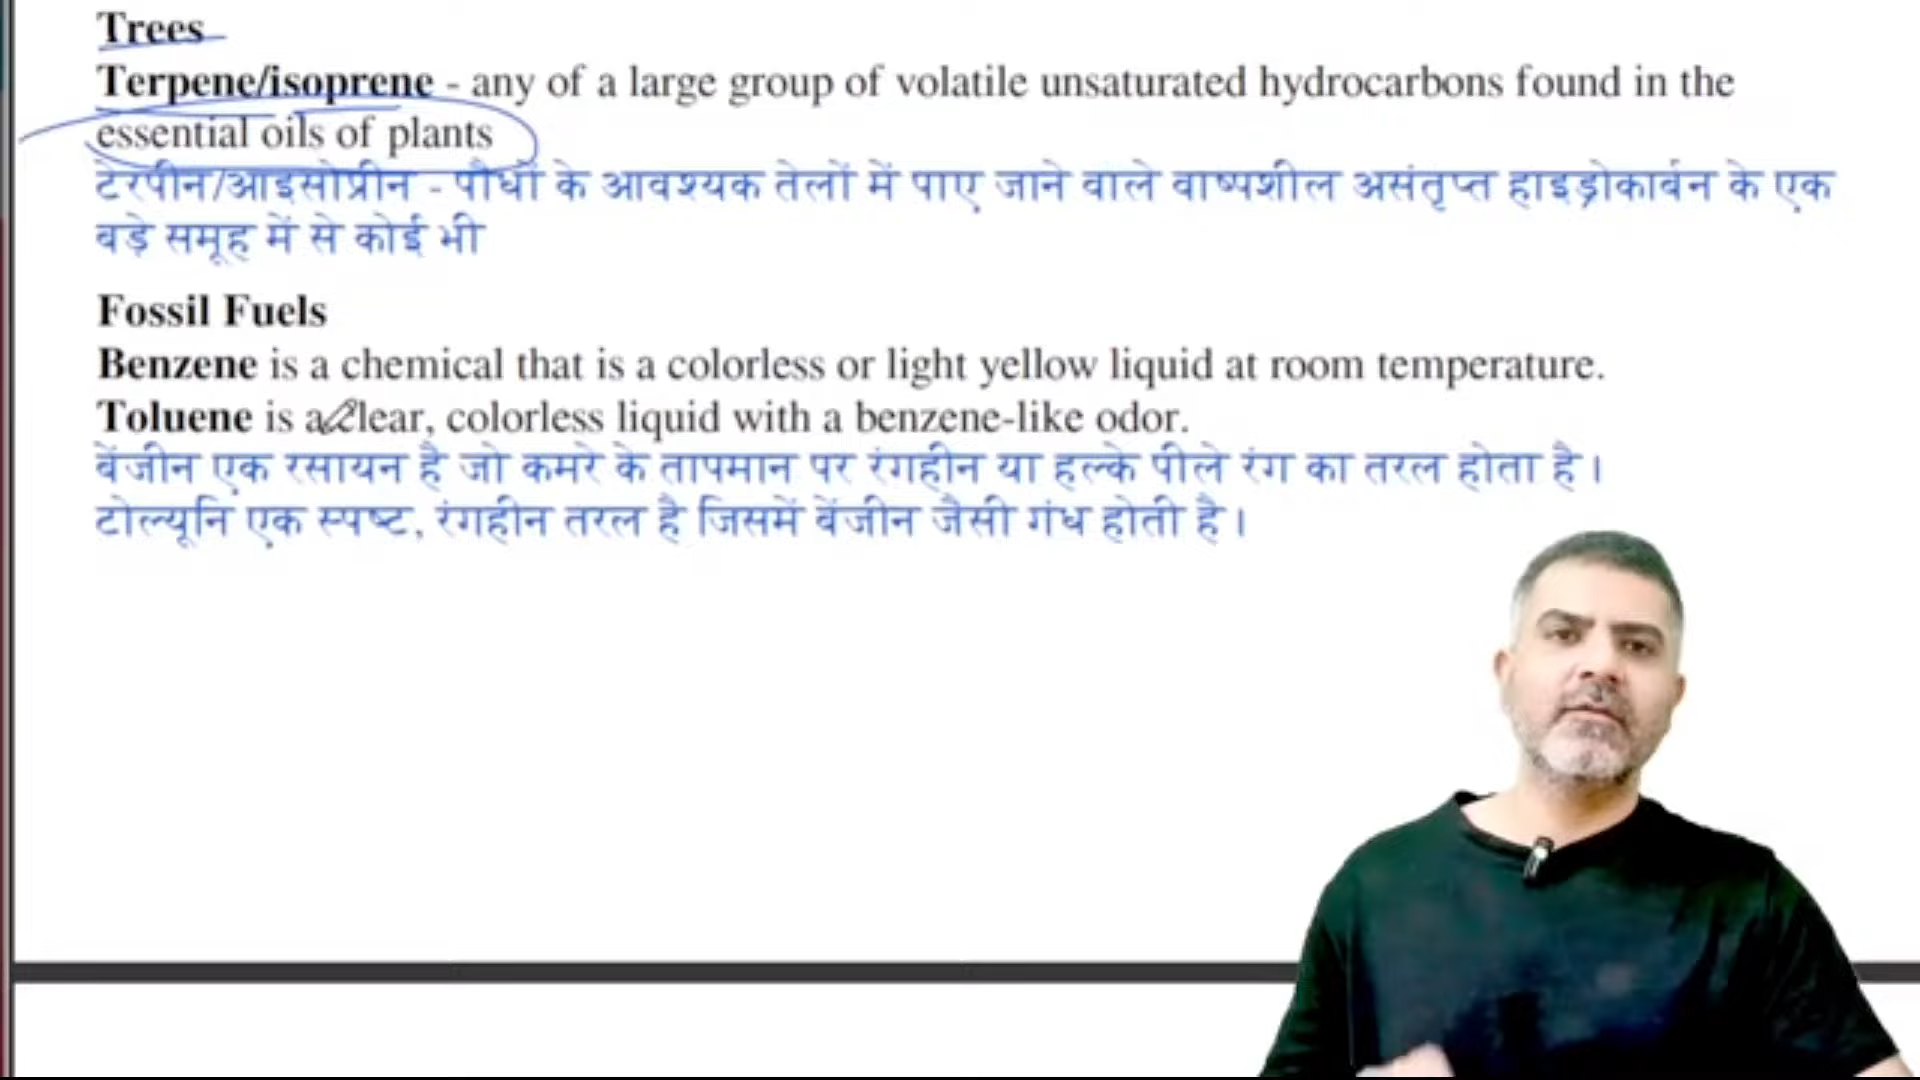 Trees
Terpene/isoprene - any of a large group of volatile unsaturated hydrocarbons found in the
essential oils of plants
टेरपीन/आइसोप्रीन - पौधों के आवश्यक तेलों में पाए जाने वाले वाष्पशील असंतृप्त हाइड्रोकार्बन के एक
बड़े समूह में से कोई भी
Fossil Fuels
Benzene is a chemical that is a colorless or light yellow liquid at room temperature.
Toluene is a clear, colorless liquid with a benzene-like odor.
बेंजीन एक रसायन है जो कमरे के तापमान पर रंगहीन या हल्के पीले रंग का तरल होता है।
टोल्यूनि एक स्पष्ट, रंगहीन तरल है जिसमें बेंजीन जैसी गंध होती है।